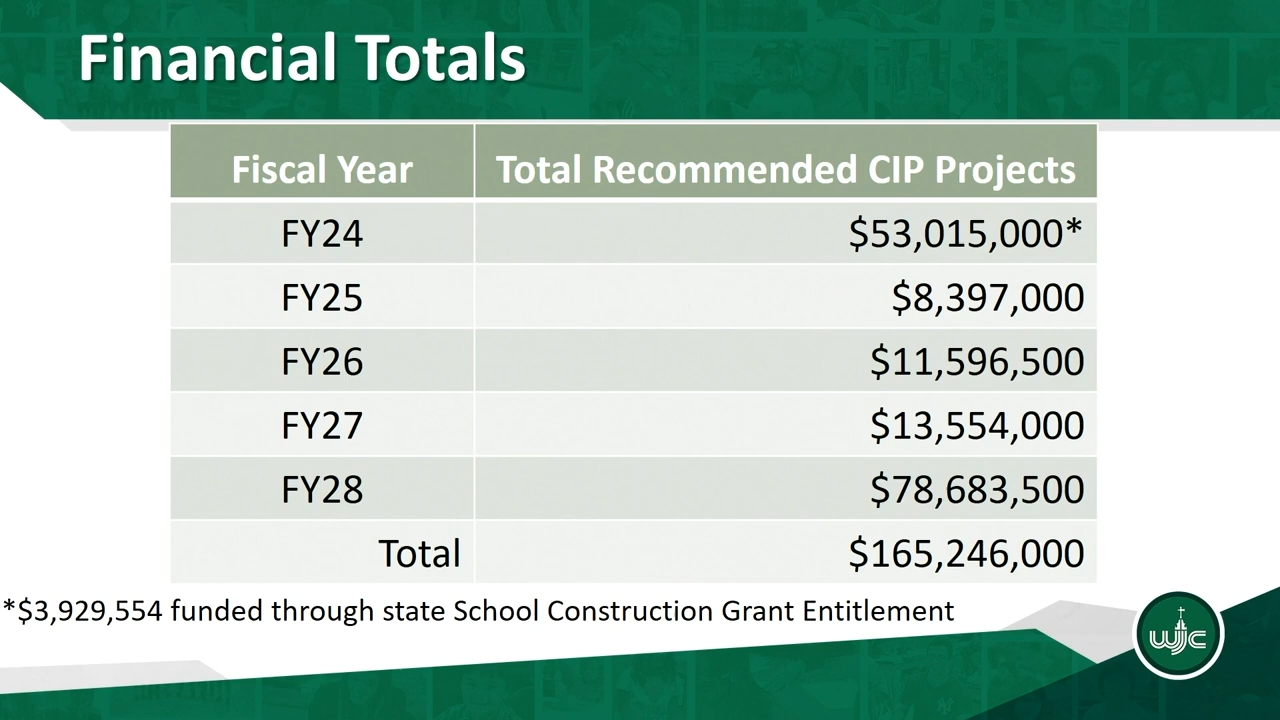 Financial Totals
Fiscal Year Total Recommended CIP Projects
FY24 $53,015,000*
FY25 $8,397,000
FY26 $11,596,500
FY27 $13,554,000
FY28 $78,683,500
Total $165,246,000
*$3,929,554 funded through state School Construction Grant Entitlement
WJC